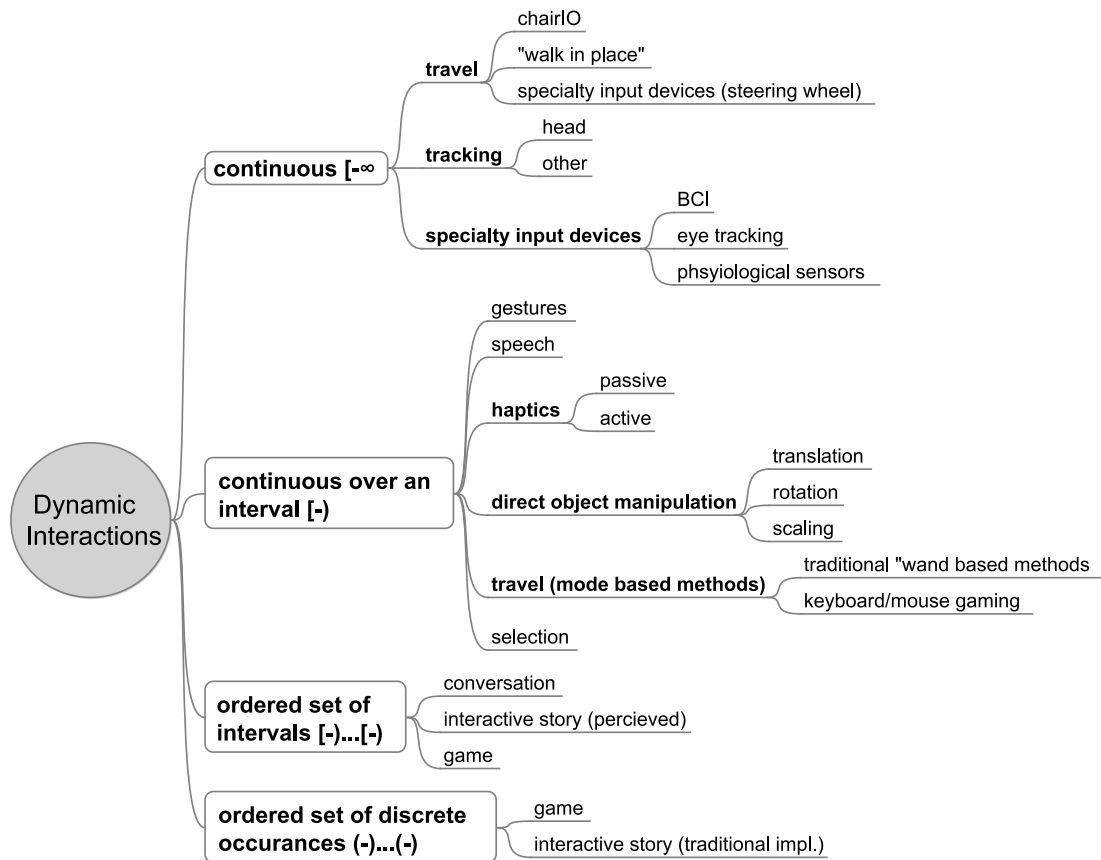 chairIO
"walk in place"
travel
specialty input devices (steering wheel)
head
tracking
other
continuous [-∞
BCI
specialty input devices
eye tracking
phsyiological sensors
gestures
speech
passive
haptics
active
continuous over an
interval [-)
translation
direct object manipulation
rotation
scaling
Dynamic
Interactions
traditional "wand based methods
travel (mode based methods)
keyboard/mouse gaming
selection
conversation
ordered set of
intervals [-)...[-)
interactive story (percieved)
game
ordered set of discrete
occurances (-)...(-)
game
interactive story (traditional impl.)